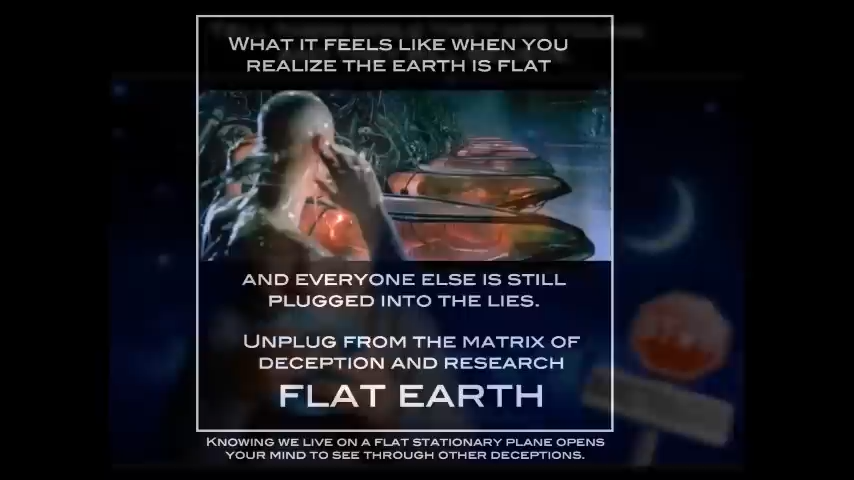 WHAT IT FEELS LIKE WHEN YOU
REALIZE THE EARTH IS FLAT
AND EVERYONE ELSE IS STILL
PLUGGED INTO THE LIES.
UNPLUG FROM THE MATRIX OF
DECEPTION AND RESEARCH
FLAT EARTH
KNOWING WE LIVE ON A FLAT STATIONARY PLANE OPENS
YOUR MIND TO SEE THROUGH OTHER DECEPTIONS.